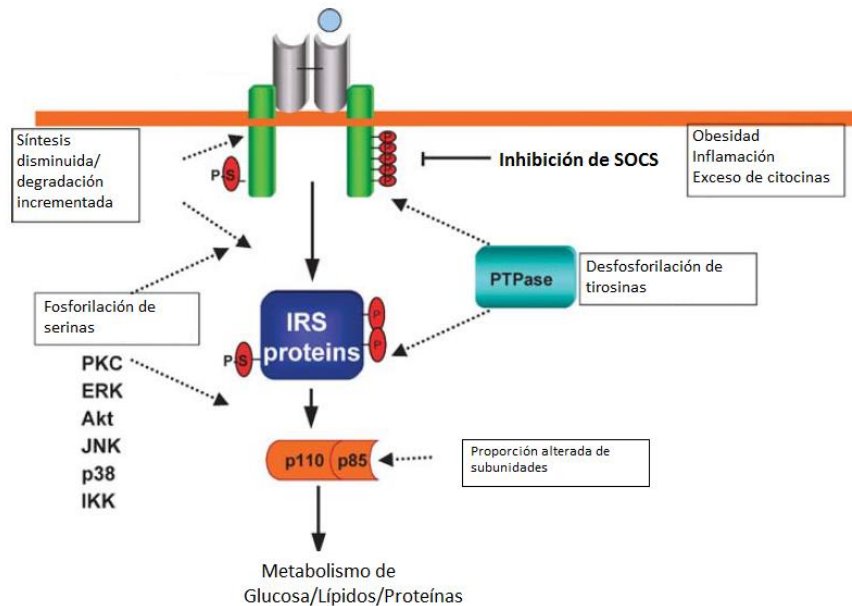 Síntesis
disminuida/
degradación
incrementada
P-S
P
P
P
P
P
Inhibición de SOCS
Obesidad
Inflamación
Exceso de citocinas
PTPase
Desfosforilación de
tirosinas
Fosforilación de
serinas
PKC
ERK
Akt
JNK
p38
IKK
IRS
proteins
P-S
P
P
p110
p85
Proporción alterada de
subunidades
Metabolismo de
Glucosa/Lípidos/Proteínas